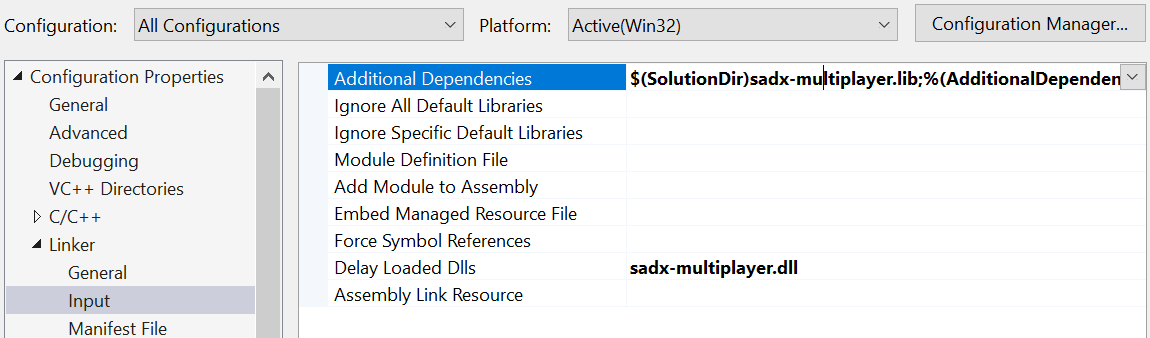 Configuration: All Configurations Platform: Active(Win32) Configuration Manager...
Configuration Properties
General
Advanced
Debugging
VC++ Directories
C/C++
Linker
General
Input
Manifest File
Additional Dependencies $(SolutionDir)sadx-multiplayer.lib;%(AdditionalDependen
Ignore All Default Libraries
Ignore Specific Default Libraries
Module Definition File
Add Module to Assembly
Embed Managed Resource File
Force Symbol References
Delay Loaded Dlls sadx-multiplayer.dll
Assembly Link Resource